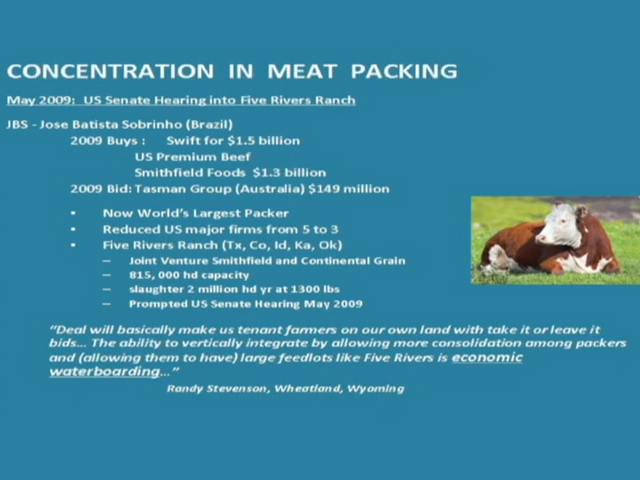 CONCENTRATION IN MEAT PACKING
May 2009: US Senate Hearing into Five Rivers Ranch
JBS - Jose Batista Sobrinho (Brazil)
2009 Buys : Swift for $1.5 billion
US Premium Beef
Smithfield Foods $1.3 billion
2009 Bid: Tasman Group (Australia) $149 million
• Now World's Largest Packer
• Reduced US major firms from 5 to 3
• Five Rivers Ranch (Tx, Co, Id, Ka, Ok)
– Joint Venture Smithfield and Continental Grain
– 815, 000 hd capacity
– slaughter 2 million hd yr at 1300 lbs
– Prompted US Senate Hearing May 2009
"Deal will basically make us tenant farmers on our own land with take it or leave it
bids... The ability to vertically integrate by allowing more consolidation among packers
and (allowing them to have) large feedlots like Five Rivers is economic
waterboarding..."
Randy Stevenson, Wheatland, Wyoming